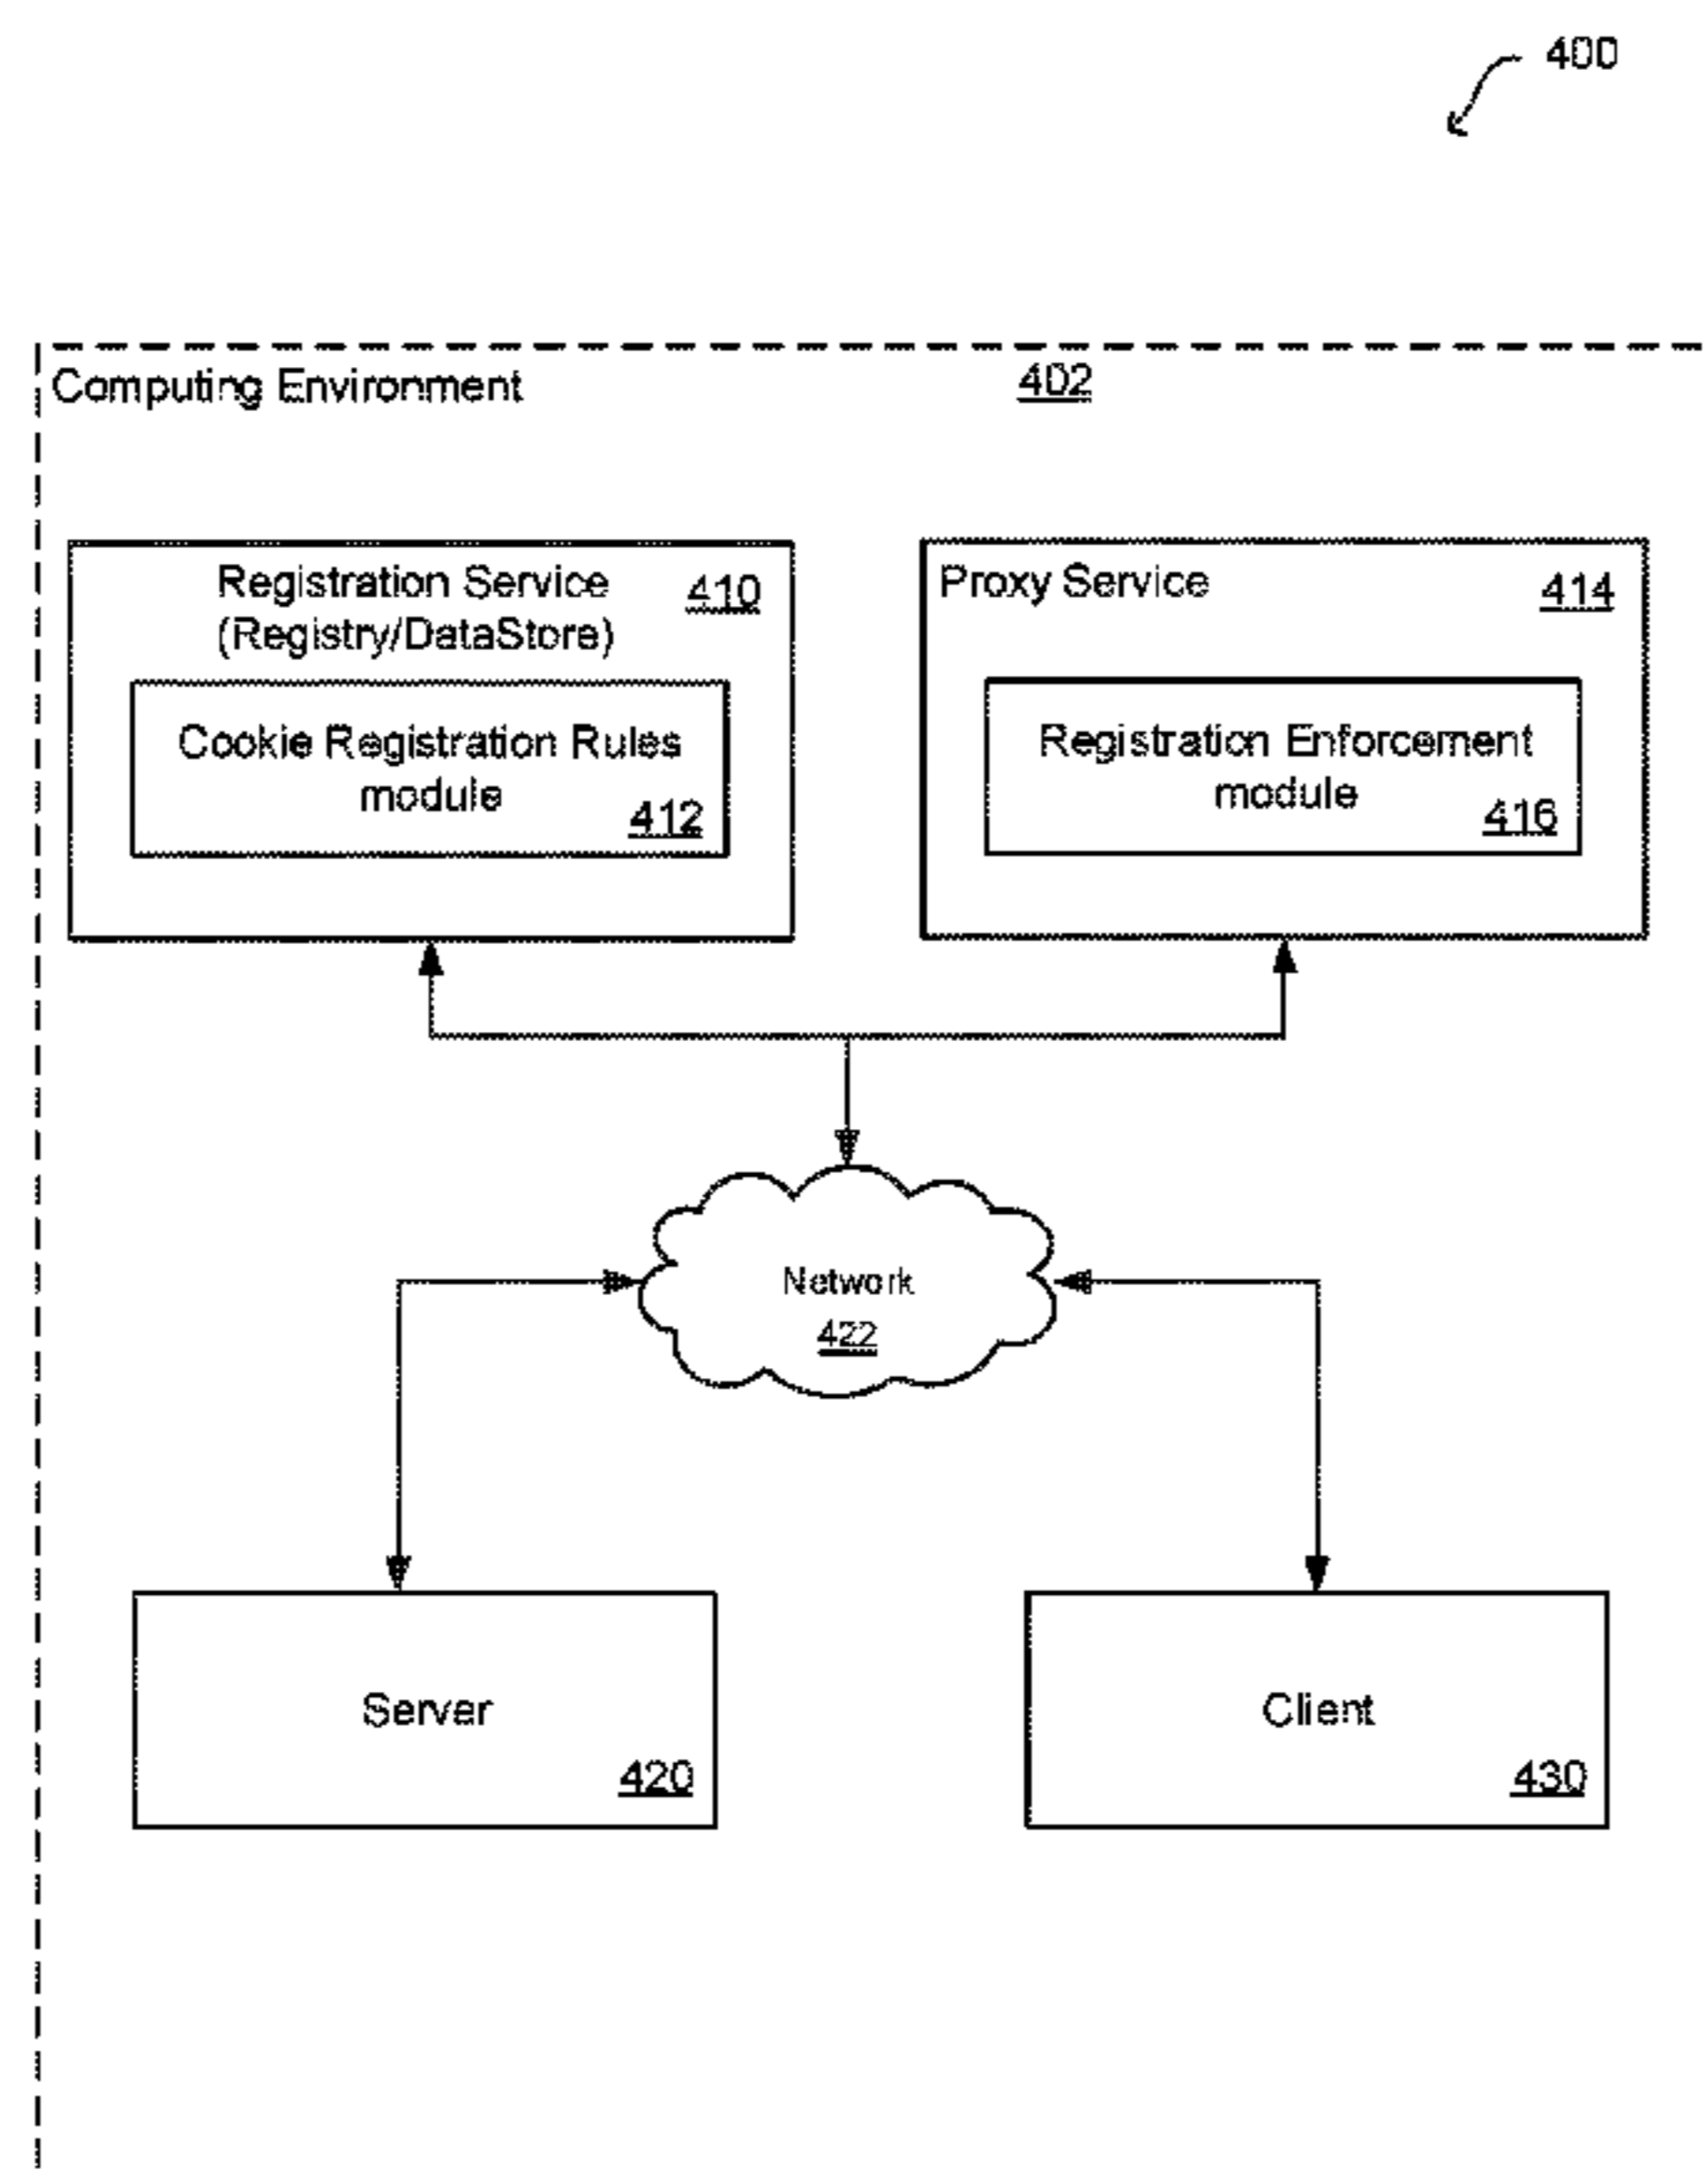 400
Computing Environment 402
Registration Service 410
(Registry/DataStore)
Cookie Registration Rules
module 412
Proxy Service 414
Registration Enforcement
module 416
Network
422
Server
420
Client
430